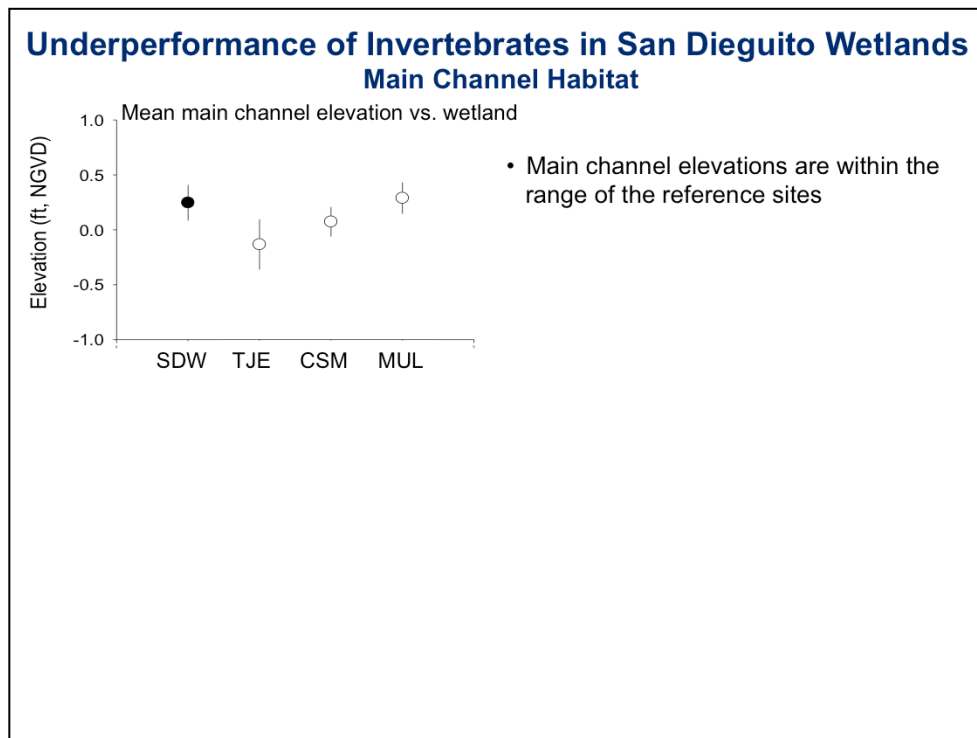 Underperformance of Invertebrates in San Dieguito Wetlands
Main Channel Habitat
Mean main channel elevation vs. wetland
1.0
0.5
0.0
-0.5
-1.0
Elevation (ft, NGVD)
SDW TJE CSM MUL
• Main channel elevations are within the
range of the reference sites